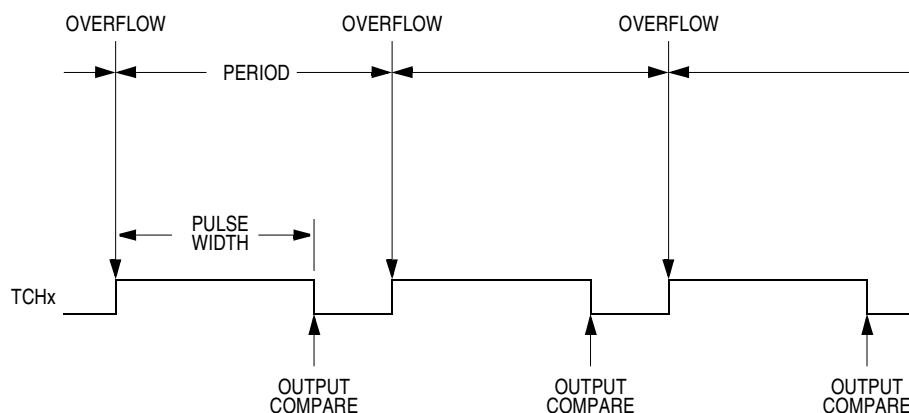 OVERFLOW OVERFLOW OVERFLOW
PERIOD
PULSE
WIDTH
TCHx
OUTPUT
COMPARE
OUTPUT
COMPARE
OUTPUT
COMPARE